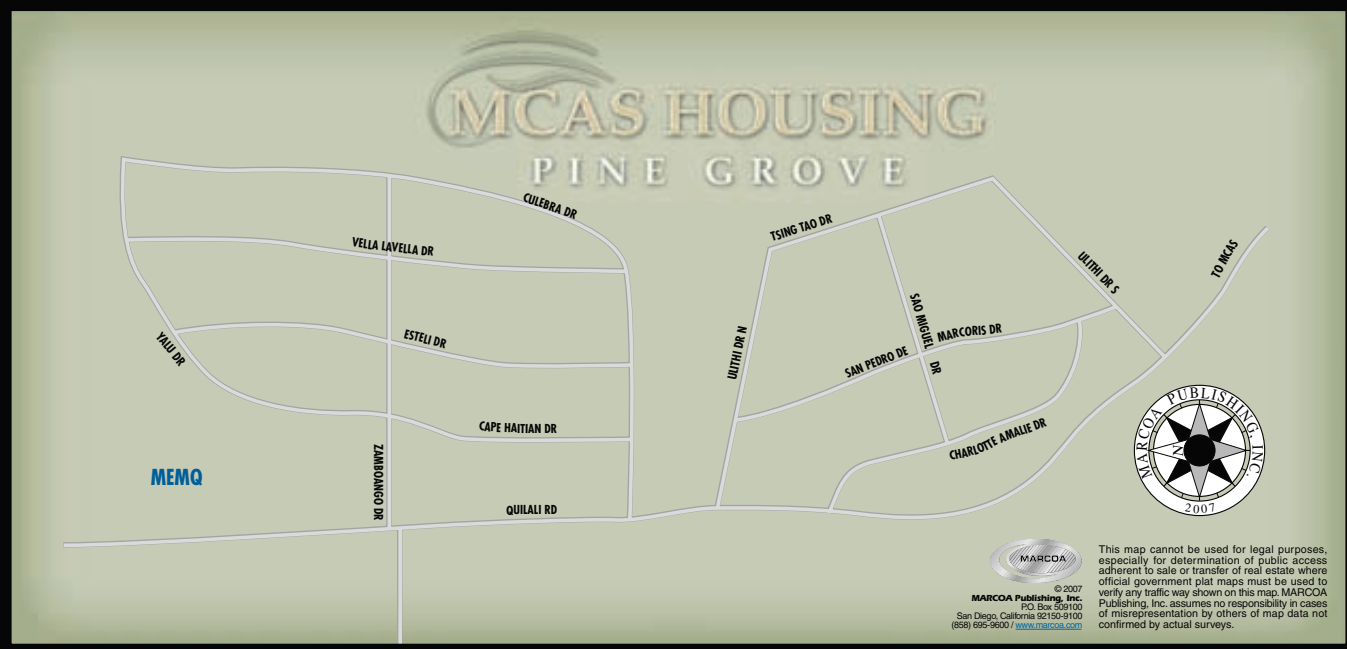 MCAS HOUSING
PINE GROVE
CULEBRA DR
VELLA LAVELLA DR
ESTELI DR
YALU DR
CAPE HAITIAN DR
ZAMBOANGO DR
MEMQ
QUILALI RD
TSING TAO DR
ULITHI DR S
TO MCAS
ULITHI DR N
SAO MIGUEL DR
SAN PEDRO DE MARCORIS DR
CHARLOTTE AMALIE DR
MARCOA PUBLISHING, INC.
N
2007
MARCOA
© 2007
MARCOA Publishing, Inc.
P.O. Box 509100
San Diego, California 92150-9100
(858) 695-9600 / www.marcoa.com
This map cannot be used for legal purposes,
especially for determination of public access
adherent to sale or transfer of real estate where
official government plat maps must be used to
verify any traffic way shown on this map. MARCOA
Publishing, Inc. assumes no responsibility in cases
of misrepresentation by others of map data not
confirmed by actual surveys.